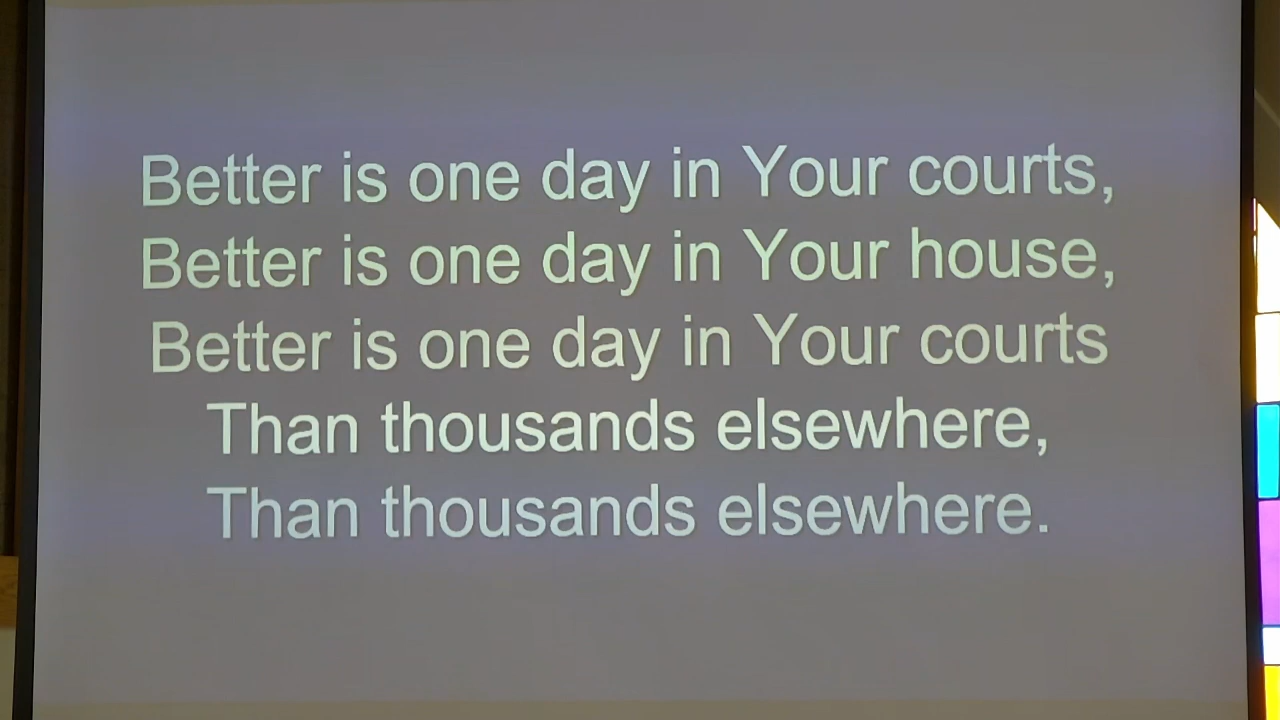 Better is one day in Your courts,
Better is one day in Your house,
Better is one day in Your courts
Than thousands elsewhere,
Than thousands elsewhere.